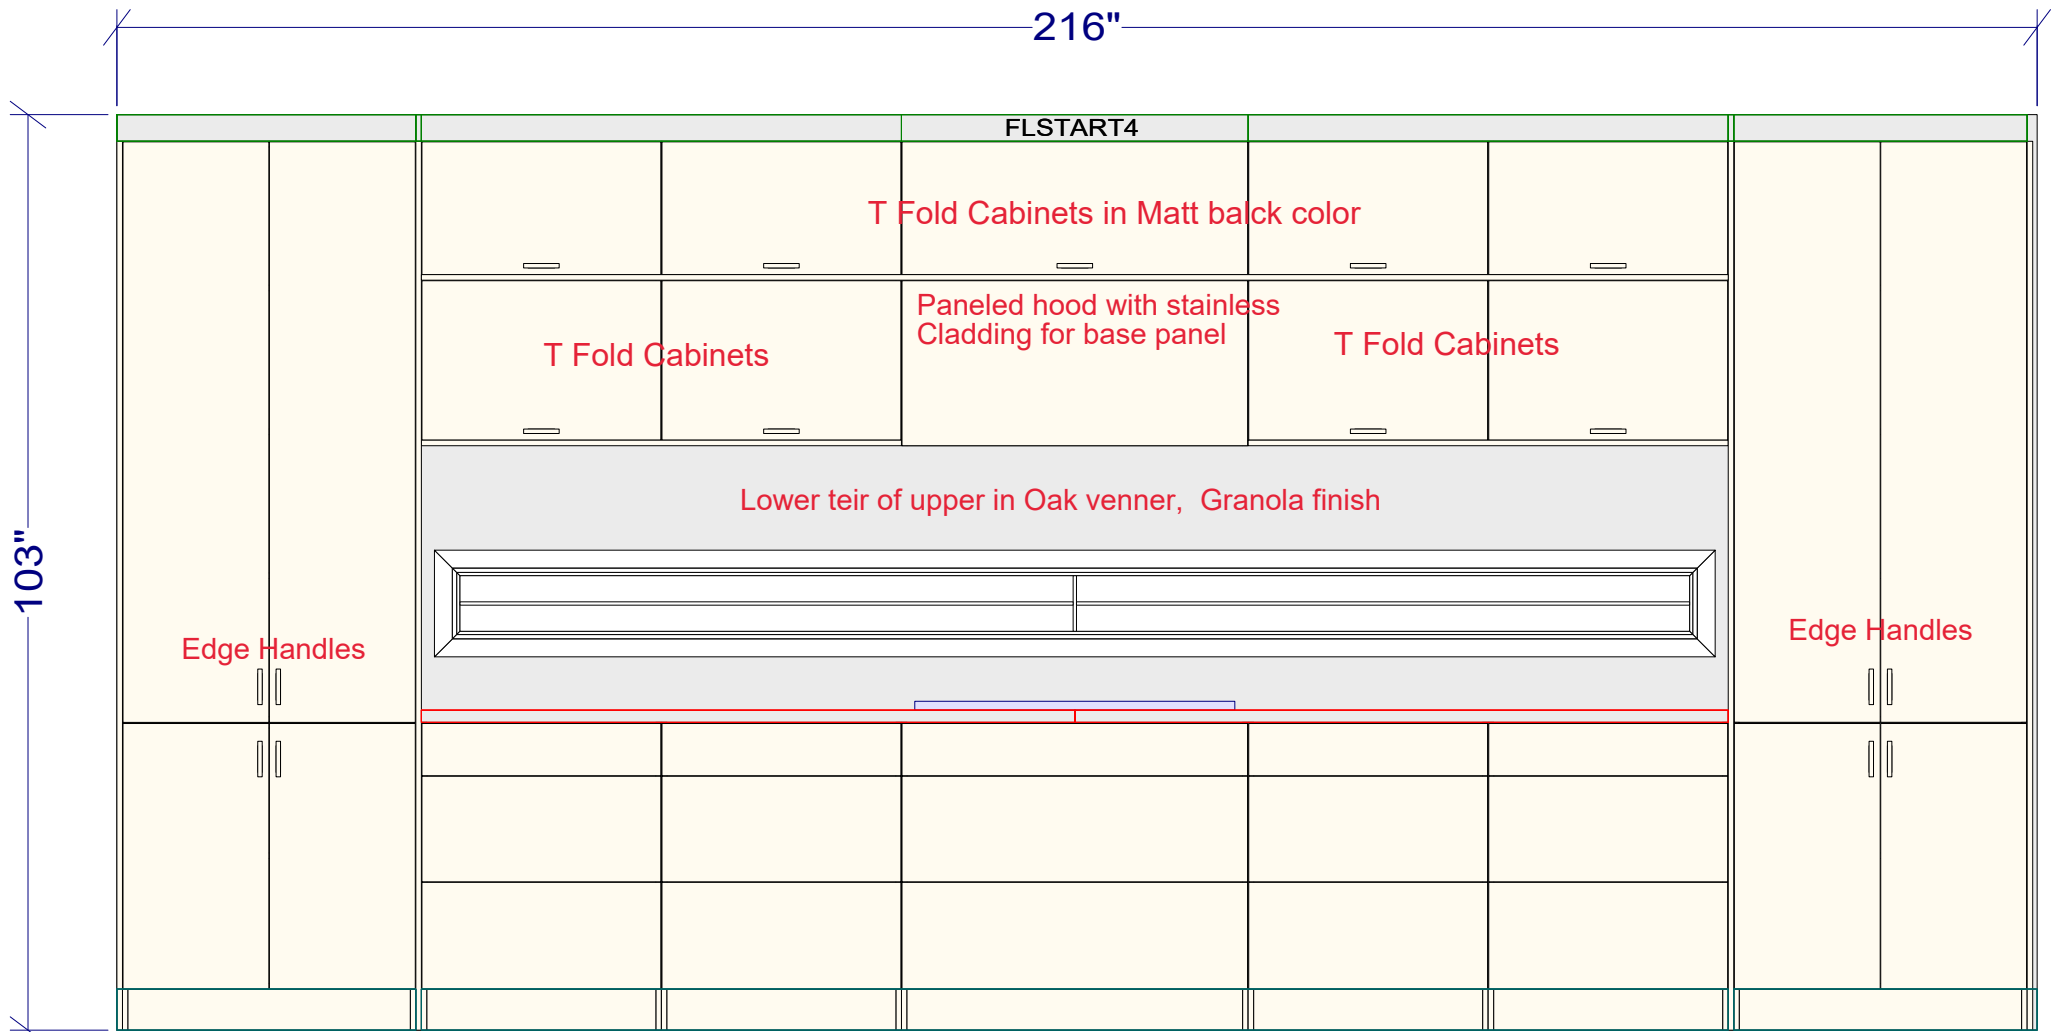 216"
FLSTART4
T Fold Cabinets in Matt balck color
Paneled hood with stainless
Cladding for base panel
T Fold Cabinets
T Fold Cabinets
Lower teir of upper in Oak venner,  Granola finish
103"
Edge Handles
Edge Handles